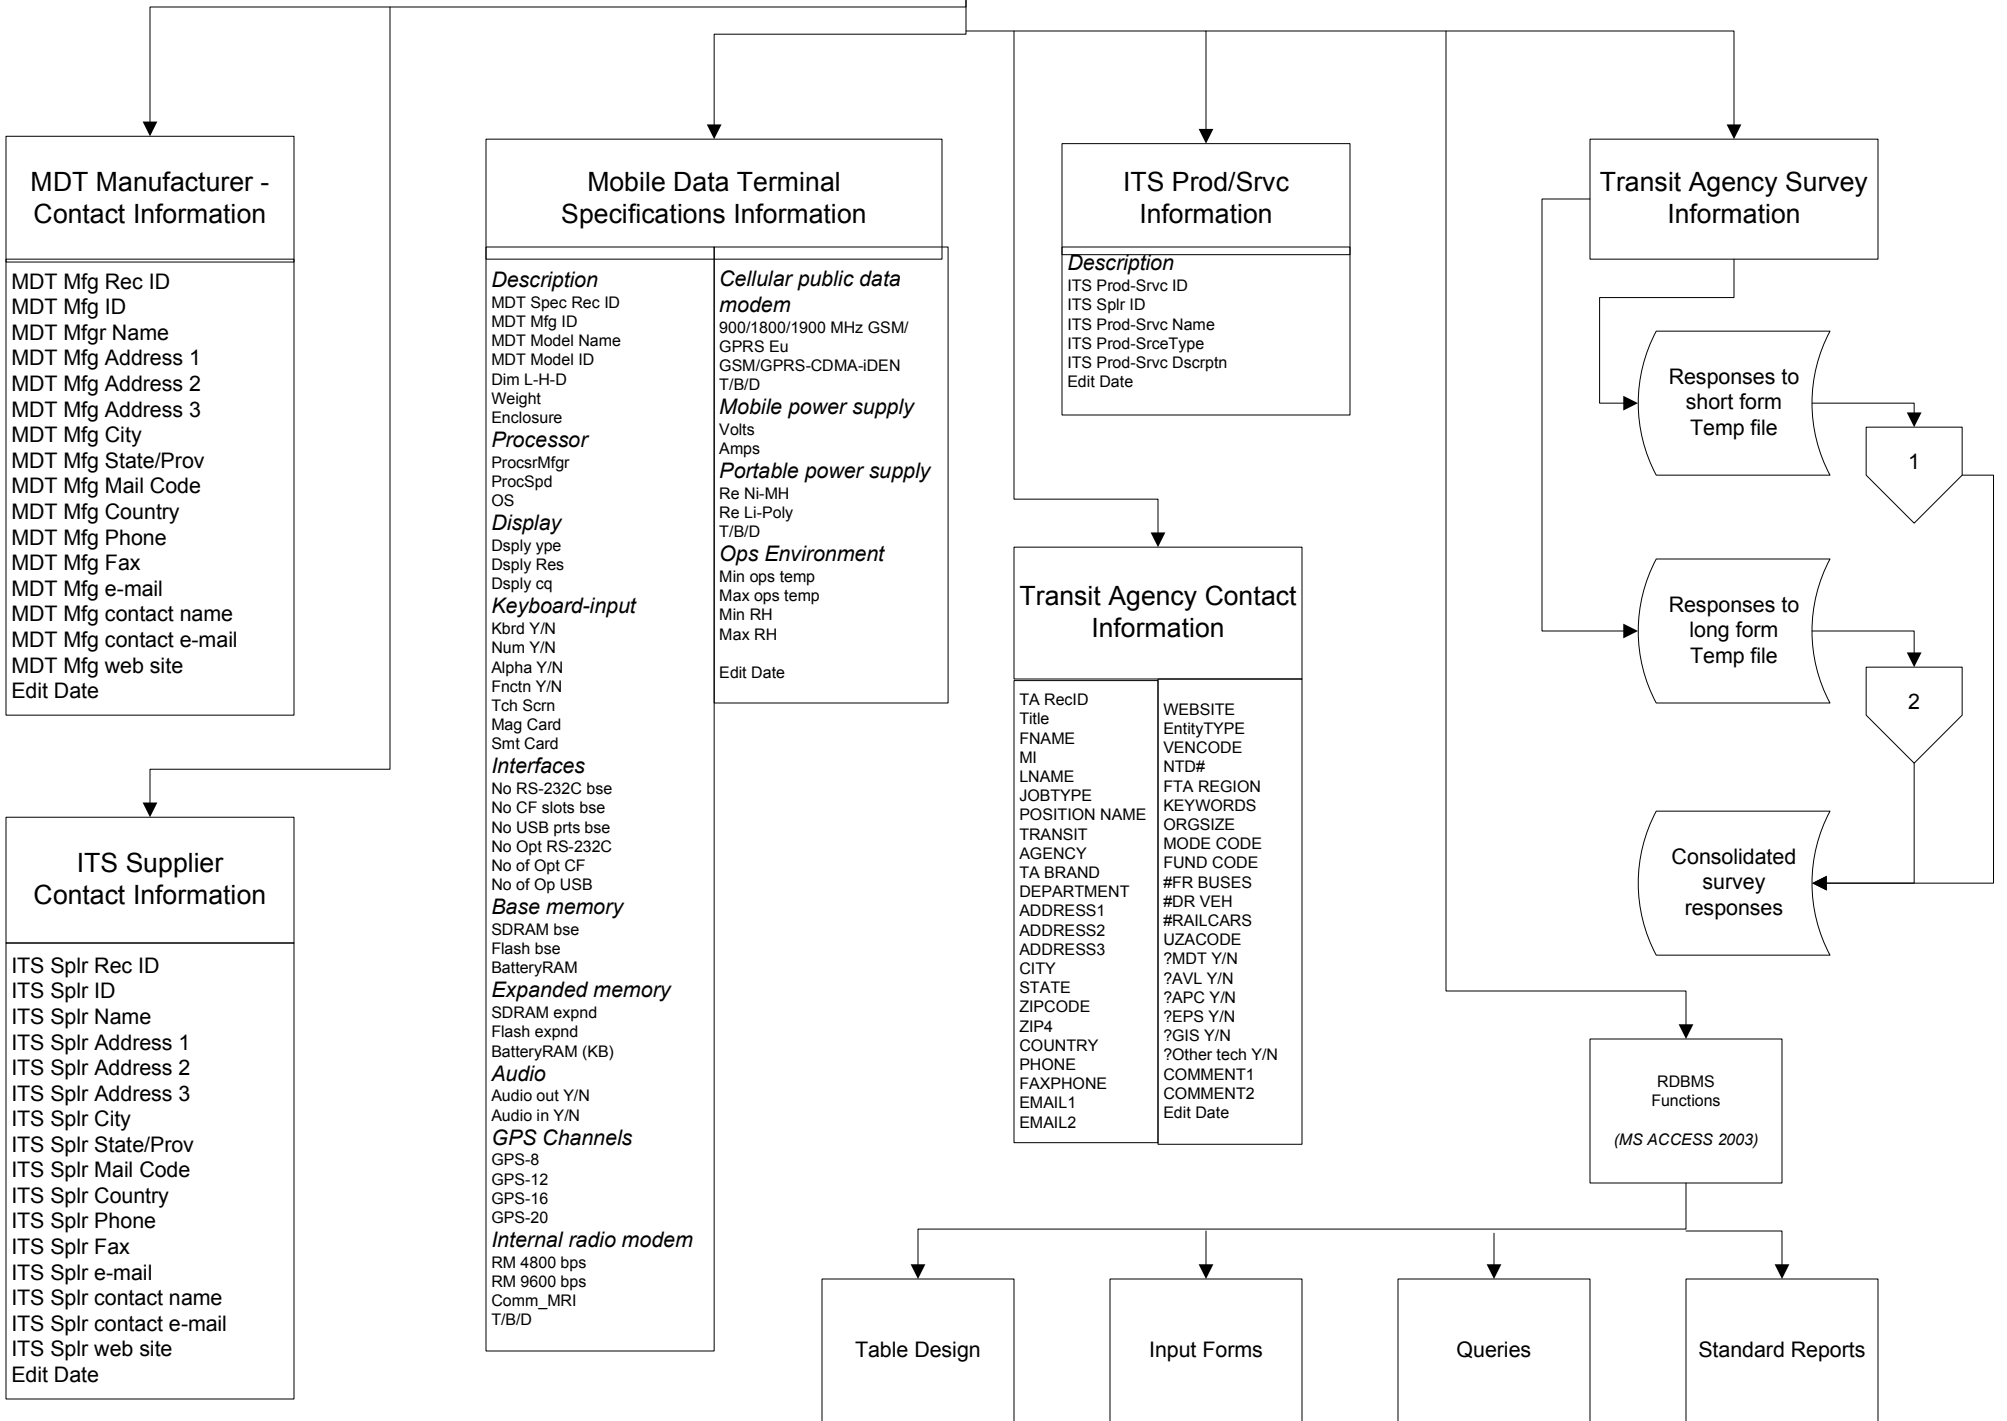 MDT Manufacturer -
Contact Information
MDT Mfg Rec ID
MDT Mfg ID
MDT Mfgr Name
MDT Mfg Address 1
MDT Mfg Address 2
MDT Mfg Address 3
MDT Mfg City
MDT Mfg State/Prov
MDT Mfg Mail Code
MDT Mfg Country
MDT Mfg Phone
MDT Mfg Fax
MDT Mfg e-mail
MDT Mfg contact name
MDT Mfg contact e-mail
MDT Mfg web site
Edit Date
ITS Supplier
Contact Information
ITS Splr Rec ID
ITS Splr ID
ITS Splr Name
ITS Splr Address 1
ITS Splr Address 2
ITS Splr Address 3
ITS Splr City
ITS Splr State/Prov
ITS Splr Mail Code
ITS Splr Country
ITS Splr Phone
ITS Splr Fax
ITS Splr e-mail
ITS Splr contact name
ITS Splr contact e-mail
ITS Splr web site
Edit Date
Mobile Data Terminal
Specifications Information
Description
MDT Spec Rec ID
MDT Mfg ID
MDT Model Name
MDT Model ID
Dim L-H-D
Weight
Enclosure
Processor
ProcsrMfgr
ProcSpd
OS
Display
Dsply ype
Dsply Res
Dsply cq
Keyboard-input
Kbrd Y/N
Num Y/N
Alpha Y/N
Fnctn Y/N
Tch Scrn
Mag Card
Smt Card
Interfaces
No RS-232C bse
No CF slots bse
No USB prts bse
No Opt RS-232C
No of Opt CF
No of Op USB
Base memory
SDRAM bse
Flash bse
BatteryRAM
Expanded memory
SDRAM expnd
Flash expnd
BatteryRAM (KB)
Audio
Audio out Y/N
Audio in Y/N
GPS Channels
GPS-8
GPS-12
GPS-16
GPS-20
Internal radio modem
RM 4800 bps
RM 9600 bps
Comm_MRI
T/B/D
Cellular public data
modem
900/1800/1900 MHz GSM/
GPRS Eu
GSM/GPRS-CDMA-iDEN
T/B/D
Mobile power supply
Volts
Amps
Portable power supply
Re Ni-MH
Re Li-Poly
T/B/D
Ops Environment
Min ops temp
Max ops temp
Min RH
Max RH
Edit Date
ITS Prod/Srvc
Information
Description
ITS Prod-Srvc ID
ITS Splr ID
ITS Prod-Srvc Name
ITS Prod-SrceType
ITS Prod-Srvc Dscrptn
Edit Date
Transit Agency Contact
Information
TA RecID
Title
FNAME
MI
LNAME
JOBTYPE
POSITION NAME
TRANSIT
AGENCY
TA BRAND
DEPARTMENT
ADDRESS1
ADDRESS2
ADDRESS3
CITY
STATE
ZIPCODE
ZIP4
COUNTRY
PHONE
FAXPHONE
EMAIL1
EMAIL2
WEBSITE
EntityTYPE
VENCODE
NTD#
FTA REGION
KEYWORDS
ORGSIZE
MODE CODE
FUND CODE
#FR BUSES
#DR VEH
#RAILCARS
UZACODE
?MDT Y/N
?AVL Y/N
?APC Y/N
?EPS Y/N
?GIS Y/N
?Other tech Y/N
COMMENT1
COMMENT2
Edit Date
Transit Agency Survey
Information
Responses to
short form
Temp file
1
Responses to
long form
Temp file
2
Consolidated
survey
responses
RDBMS
Functions
(MS ACCESS 2003)
Table Design
Input Forms
Queries
Standard Reports